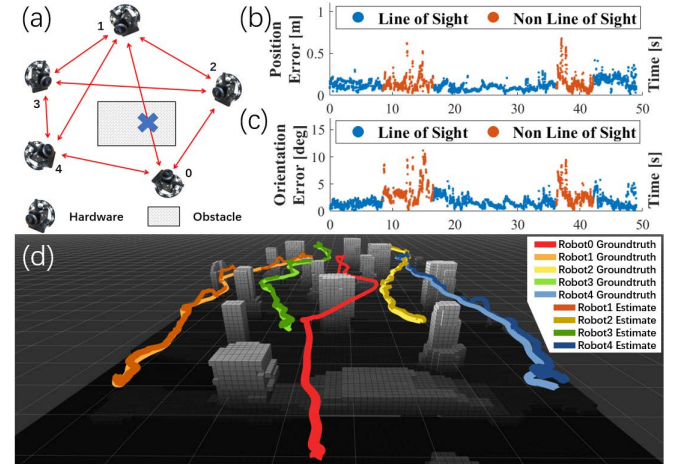 (a)
1
2
3
4
0
Hardware
Obstacle
(b)
Line of Sight
Non Line of Sight
Position
Error [m]
1
0.5
0
0
10
20
30
40
50
Time [s]
(c)
Line of Sight
Non Line of Sight
Orientation
Error [deg]
15
10
5
0
0
10
20
30
40
50
Time [s]
(d)
Robot0 Groundtruth
Robot1 Groundtruth
Robot2 Groundtruth
Robot3 Groundtruth
Robot4 Groundtruth
Robot1 Estimate
Robot2 Estimate
Robot3 Estimate
Robot4 Estimate